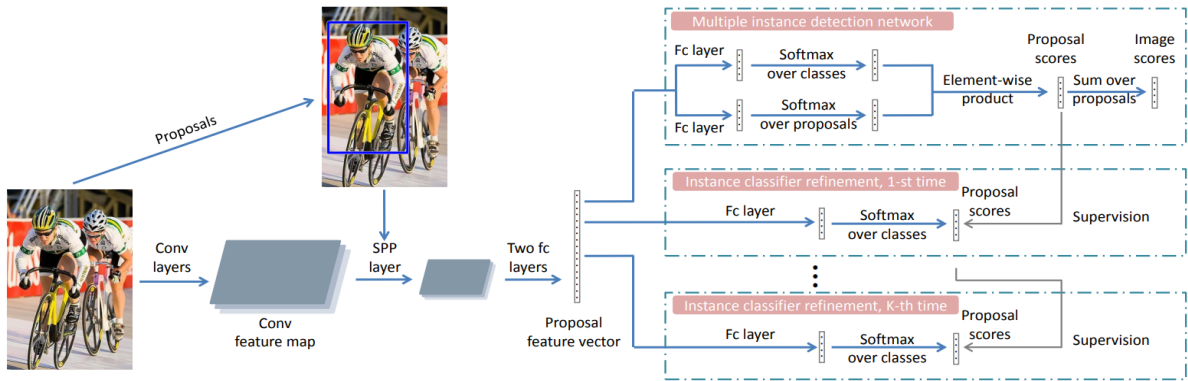 Proposals
Conv
layers
Conv
feature map
SPP
layer
Two fc
layers
Proposal
feature vector
Multiple instance detection network
Fc layer
Softmax
over classes
Fc layer
Softmax
over proposals
Element-wise
product
Proposal
scores
Sum over
proposals
Image
scores
Instance classifier refinement, 1-st time
Fc layer
Softmax
over classes
Proposal
scores
Supervision
Instance classifier refinement, K-th time
Fc layer
Softmax
over classes
Proposal
scores
Supervision